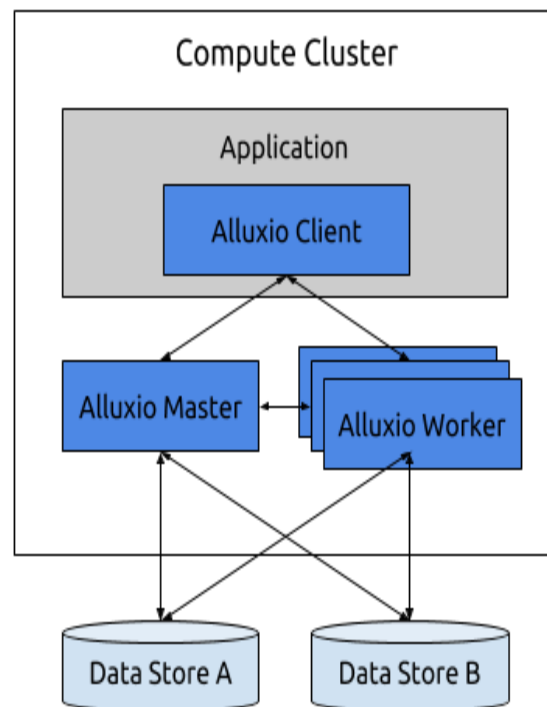 Compute Cluster
Application
Alluxio Client
Alluxio Master
Alluxio Worker
Data Store A
Data Store B